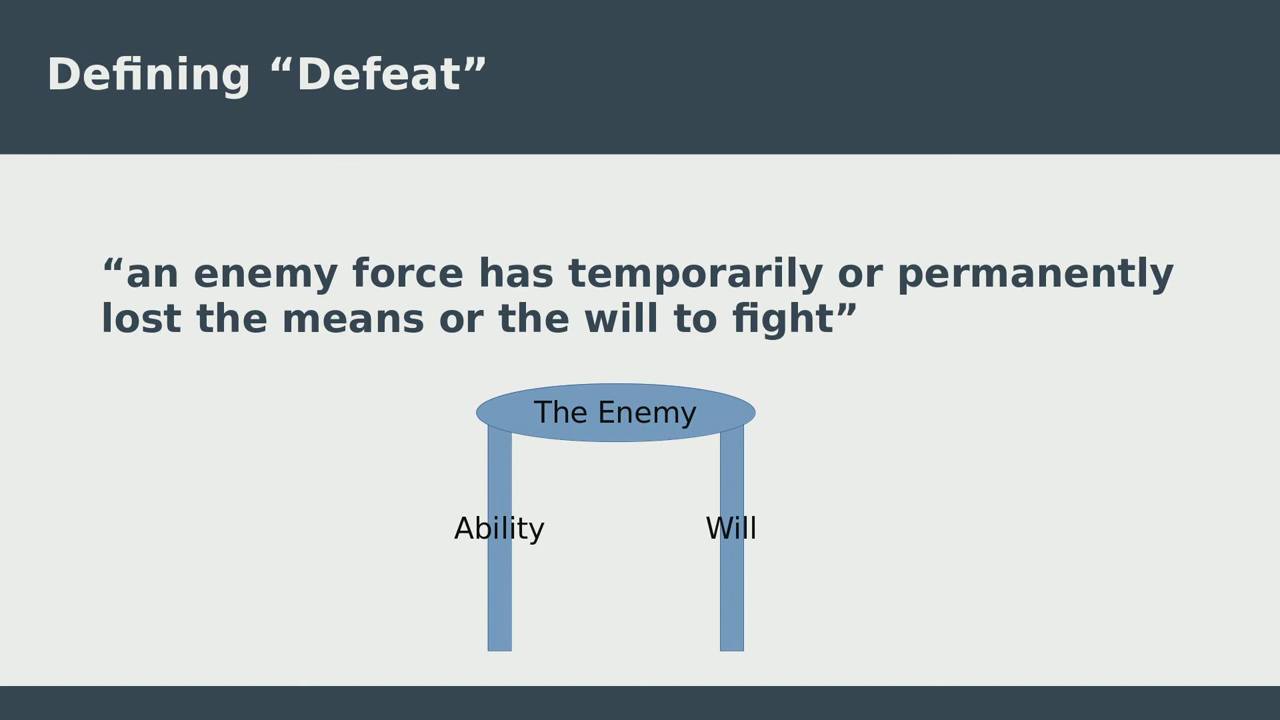 Defining “Defeat”
“an enemy force has temporarily or permanently
lost the means or the will to fight”
The Enemy
Ability
Will